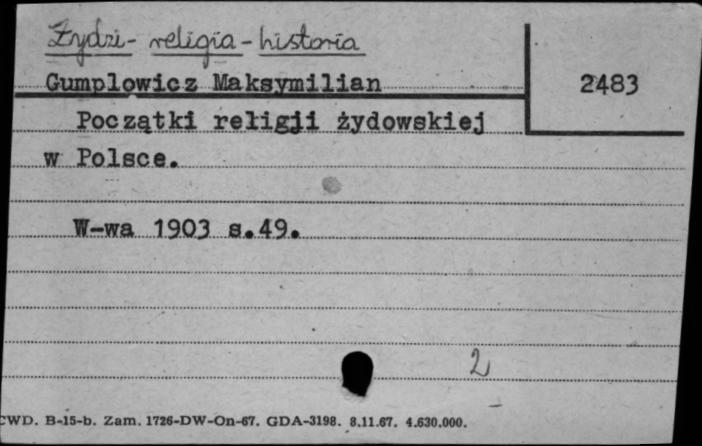 Żydzi - religia - historia
Gumplowicz Maksymilian
2483
Początki religji żydowskiej
w Polsce.
W-wa 1903 s.49.
2
CWD. B-15-b. Zam. 1726-DW-On-67. GDA-3198. 8.11.67. 4.630.000.